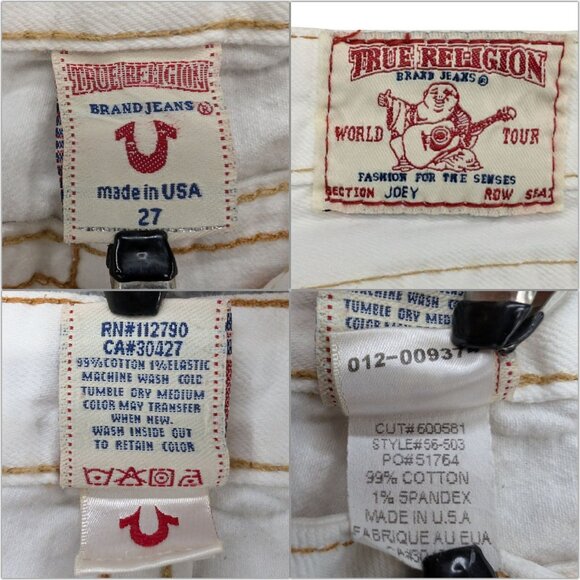 TRUE RELIGION
BRAND JEANS®
made in USA
27
TRUE RELIGION
BRAND JEANS®
WORLD TOUR
FASHION FOR THE SENSES
SECTION JOEY ROW SEAT
RN#112790
CA#30427
99%COTTON 1%ELASTIC
MACHINE WASH COLD
TUMBLE DRY MEDIUM
COLOR MAY TRANSFER
WHEN NEW.
WASH INSIDE OUT
TO RETAIN COLOR
MACHINE WASH
TUMBLE DRY MED
COLOR MAY
012-00937
CUT#600581
STYLE#56-503
PO#51764
99% COTTON
1% SPANDEX
MADE IN U.S.A
FABRIQUE AU EUA